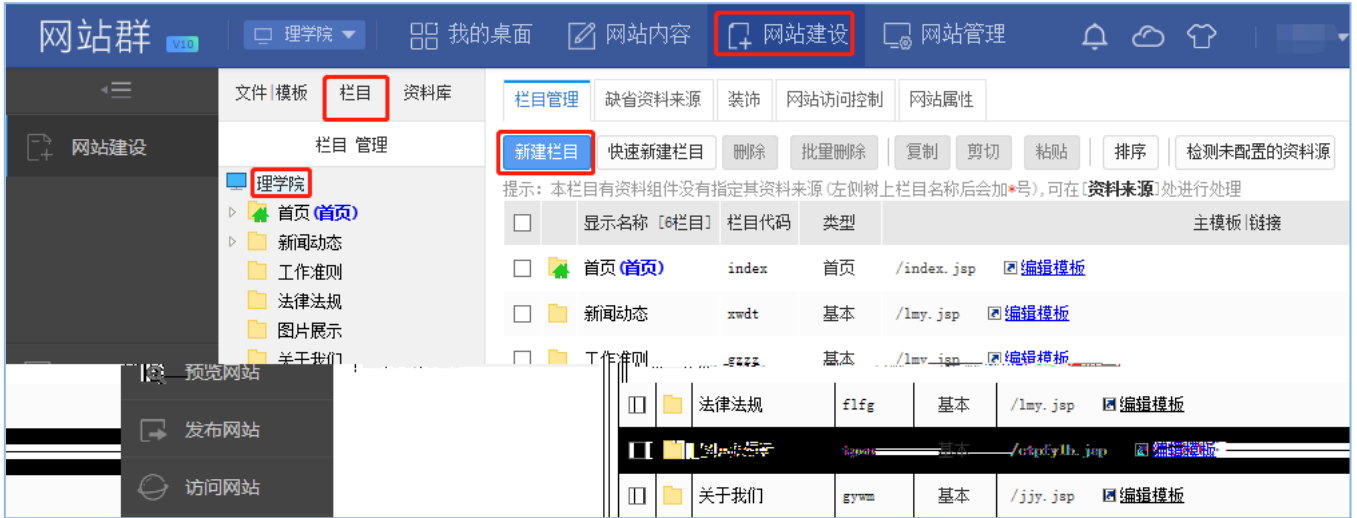 网站群 V10 理学院 我的桌面 网站内容 网站建设 网站管理
文件|模板 栏目 资料库 栏目管理 缺省资料来源 装饰 网站访问控制 网站属性
网站建设 栏目 管理 新建栏目 快速新建栏目 删除 批量删除 复制 剪切 粘贴 排序 检测未配置的资料源
理学院 提示: 本栏目有资料组件没有指定其资料来源(左侧树上栏目名称后会加*号),可在[资料来源]处进行处理
首页(首页) 显示名称 [6栏目] 栏目代码 类型 主模板|链接
新闻动态
工作准则 首页(首页) index 首页 /index.jsp 编辑模板
法律法规 新闻动态 xwdt 基本 /lmy.jsp 编辑模板
图片展示
关于我们 工作准则 gzzz 基本 /lmy.jsp 编辑模板
预览网站
法律法规 flfg 基本 /lmy.jsp 编辑模板
发布网站
编辑模板
访问网站 关于我们 gywm 基本 /jjy.jsp 编辑模板